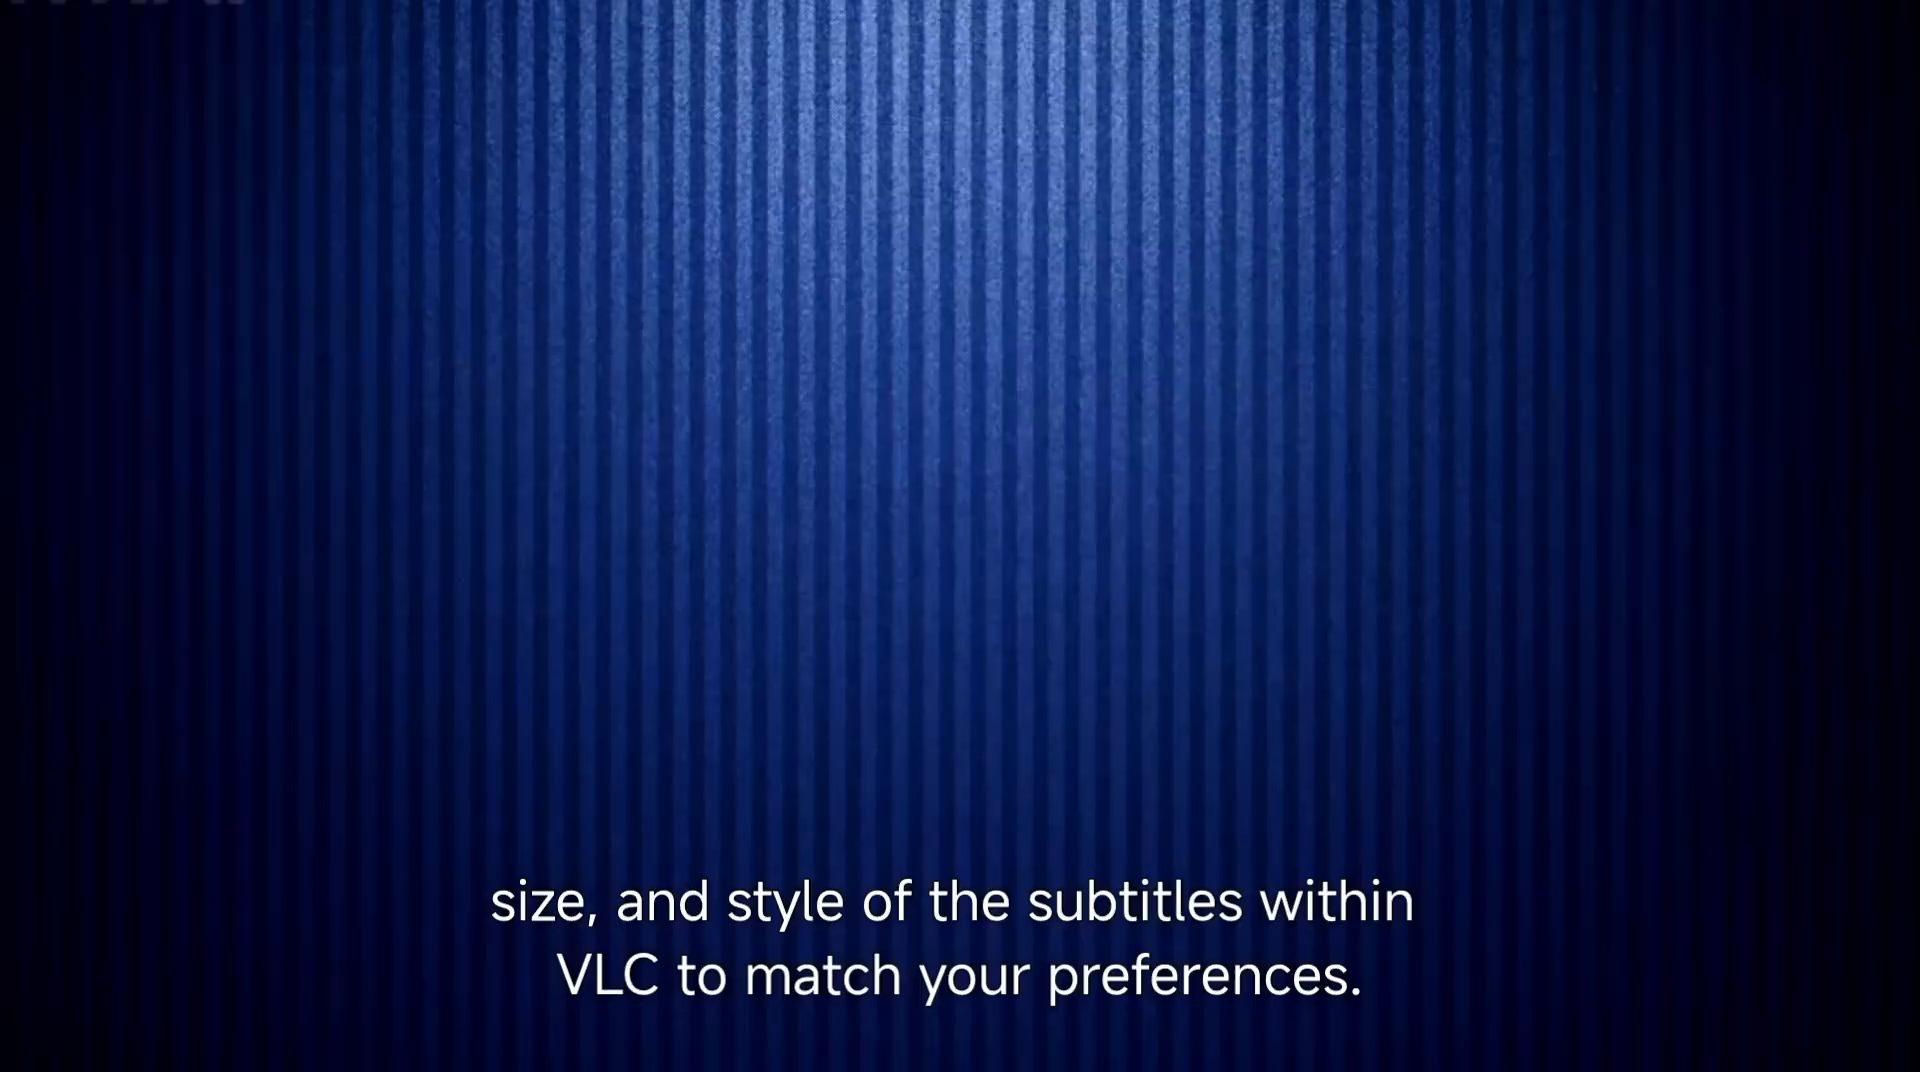 size, and style of the subtitles within
VLC to match your preferences.